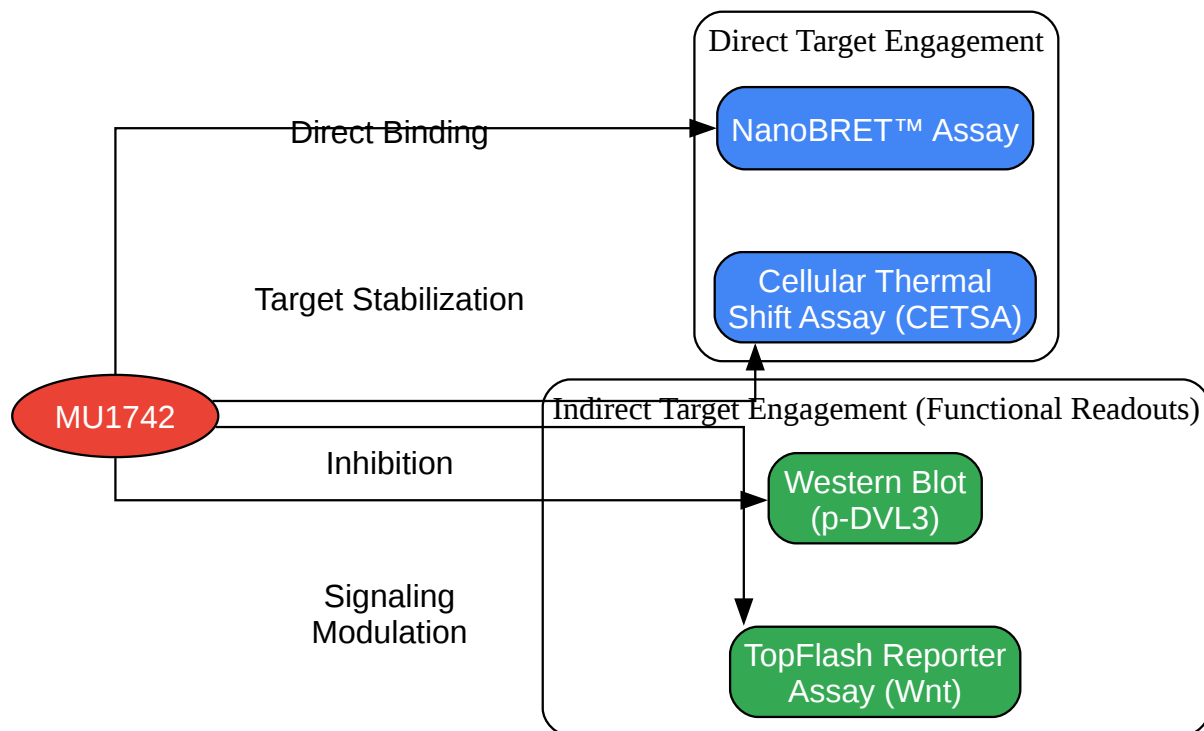 Direct Target Engagement
Direct Binding
NanoBRET™ Assay
Target Stabilization
Cellular Thermal
Shift Assay (CETSA)
MU1742
Indirect Target Engagement (Functional Readouts)
Inhibition
Western Blot
(p-DVL3)
Signaling
Modulation
TopFlash Reporter
Assay (Wnt)